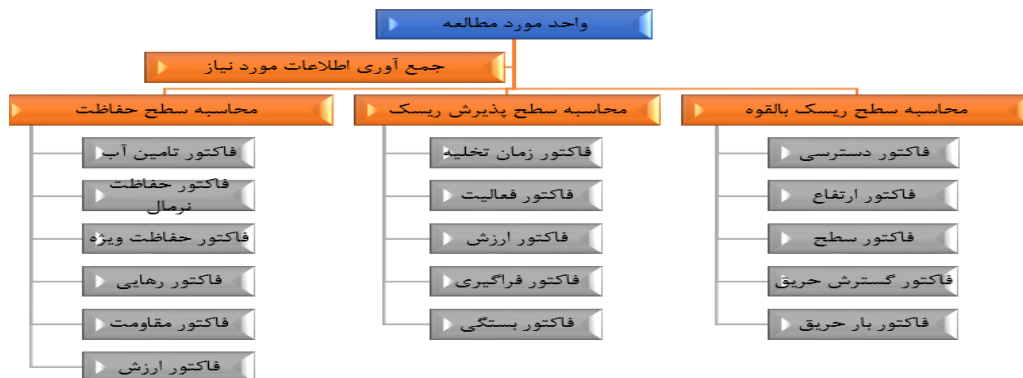 واحد مورد مطالعه
جمع آوری اطلاعات مورد نیاز
محاسبه سطح ریسک بالقوه
فاکتور دسترسی
فاکتور ارتفاع
فاکتور سطح
فاکتور گسترش حریق
فاکتور بار حریق
محاسبه سطح پذیرش ریسک
فاکتور زمان تخلیه
فاکتور فعالیت
فاکتور ارزش
فاکتور فراگیری
فاکتور بستگی
محاسبه سطح حفاظت
فاکتور تامین آب
فاکتور حفاظت
نرمال
فاکتور حفاظت ویژه
فاکتور رهایی
فاکتور مقاومت
فاکتور ارزش